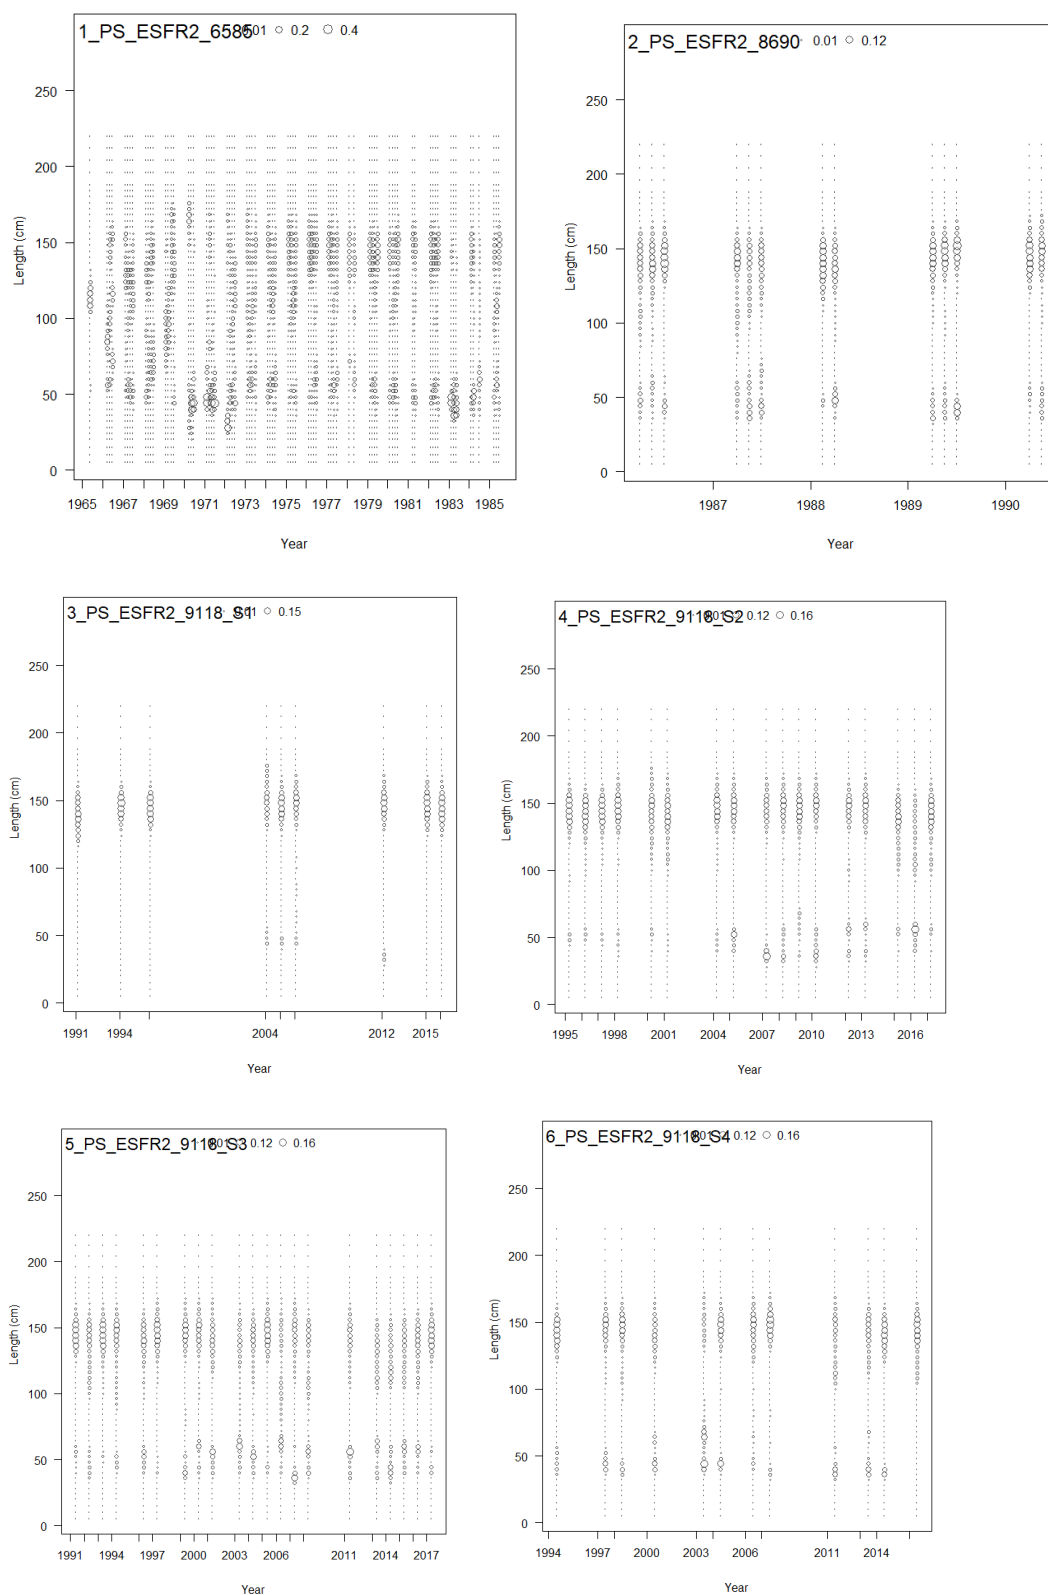 1_PS_ESFR2_6585 0.01 0.2 0.4
250
200
150
100
50
0
Length (cm)
1965 1967 1969 1971 1973 1975 1977 1979 1981 1983 1985
Year
2_PS_ESFR2_8690 0.01 0.12
250
200
150
100
50
0
Length (cm)
1987 1988 1989 1990
Year
3_PS_ESFR2_9118_S1 0.01 0.15
250
200
150
100
50
0
Length (cm)
1991 1994 2004 2012 2015
Year
4_PS_ESFR2_9118_S2 0.01 0.12 0.16
250
200
150
100
50
0
Length (cm)
1995 1998 2001 2004 2007 2010 2013 2016
Year
5_PS_ESFR2_9118_S3 0.01 0.12 0.16
250
200
150
100
50
0
Length (cm)
1991 1994 1997 2000 2003 2006 2011 2014 2017
Year
6_PS_ESFR2_9118_S4 0.01 0.12 0.16
250
200
150
100
50
0
Length (cm)
1994 1997 2000 2003 2006 2011 2014
Year